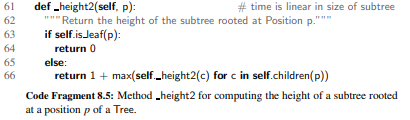 61 def _height2(self, p): # time is linear in size of subtree
62 """Return the height of the subtree rooted at Position p."""
63 if self.is_leaf(p):
64 return 0
65 else:
66 return 1 + max(self._height2(c) for c in self.children(p))
Code Fragment 8.5: Method _height2 for computing the height of a subtree rooted
at a position p of a Tree.